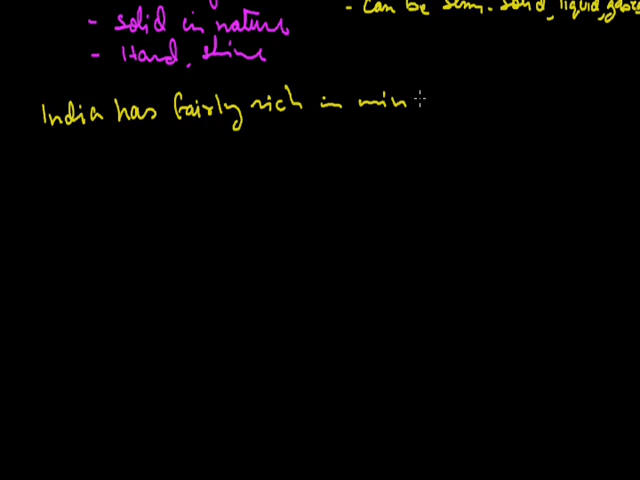 - solid in nature
- Hard, shine
- Can be semi-solid, liquid,
India has fairly rich in min